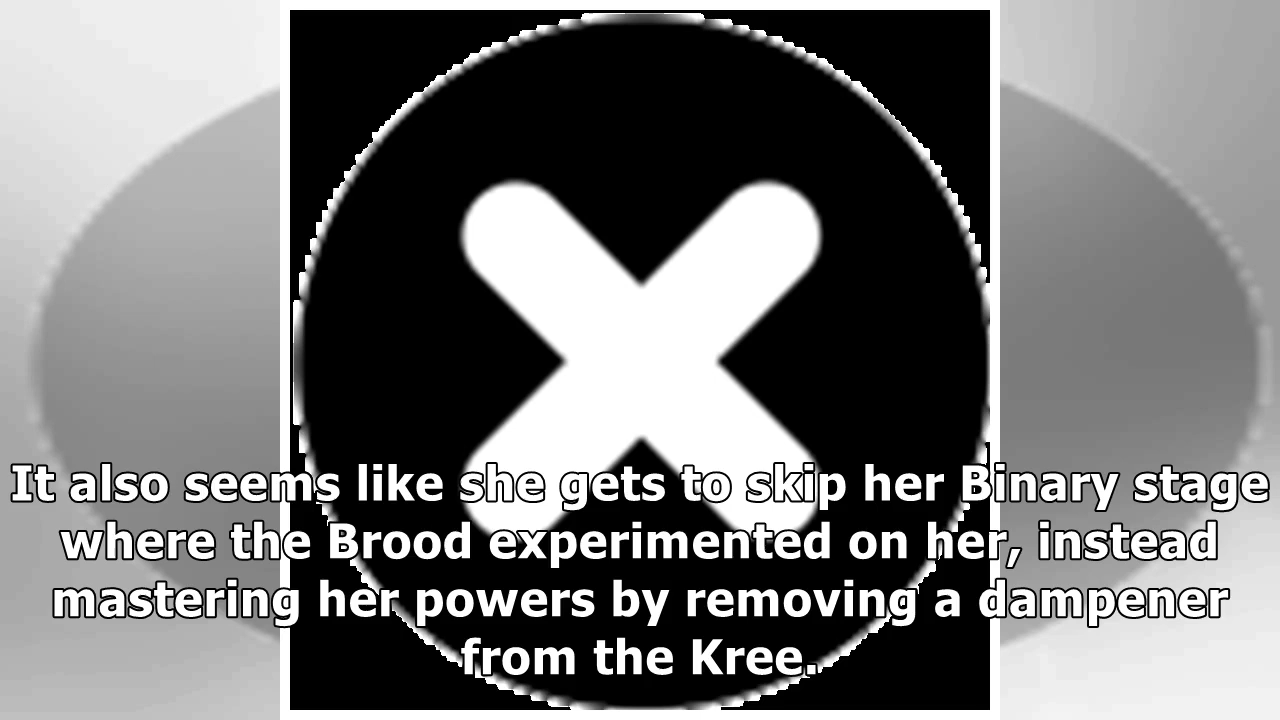 It also seems like she gets to skip her Binary stage
where the Brood experimented on her, instead
mastering her powers by removing a dampener
from the Kree.